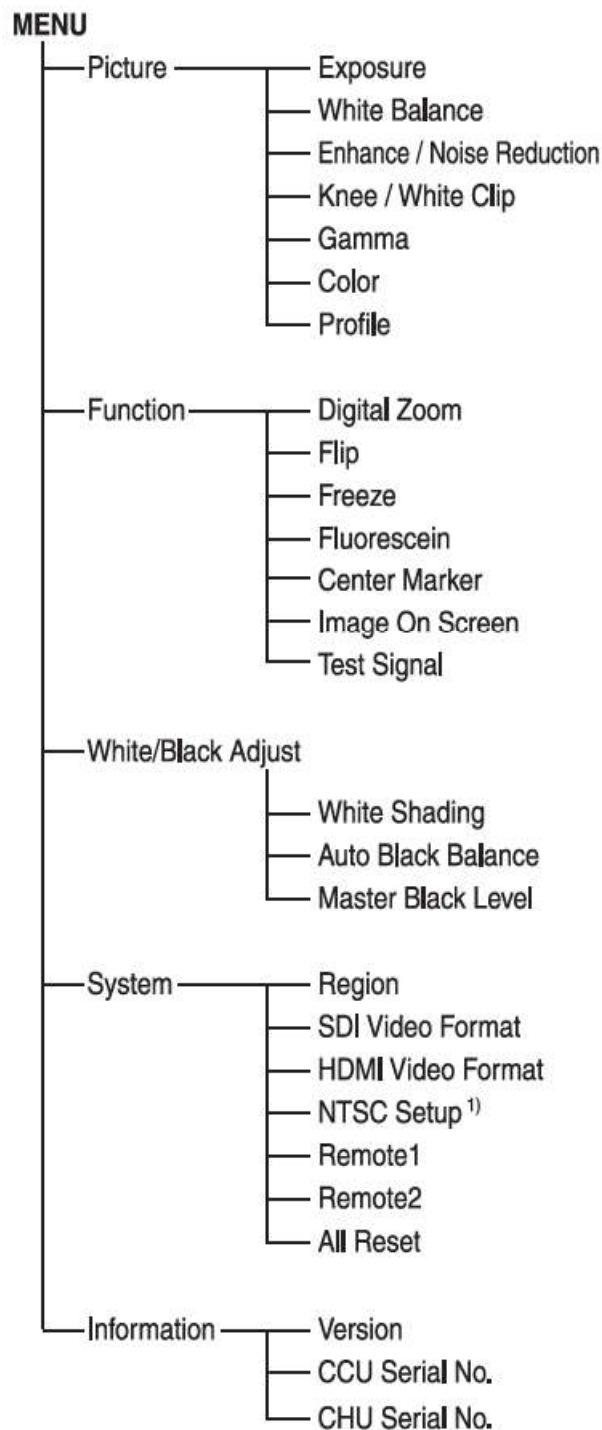 MENU
Picture
Exposure
White Balance
Enhance / Noise Reduction
Knee / White Clip
Gamma
Color
Profile
Function
Digital Zoom
Flip
Freeze
Fluorescein
Center Marker
Image On Screen
Test Signal
White/Black Adjust
White Shading
Auto Black Balance
Master Black Level
System
Region
SDI Video Format
HDMI Video Format
NTSC Setup 1)
Remote1
Remote2
All Reset
Information
Version
CCU Serial No.
CHU Serial No.